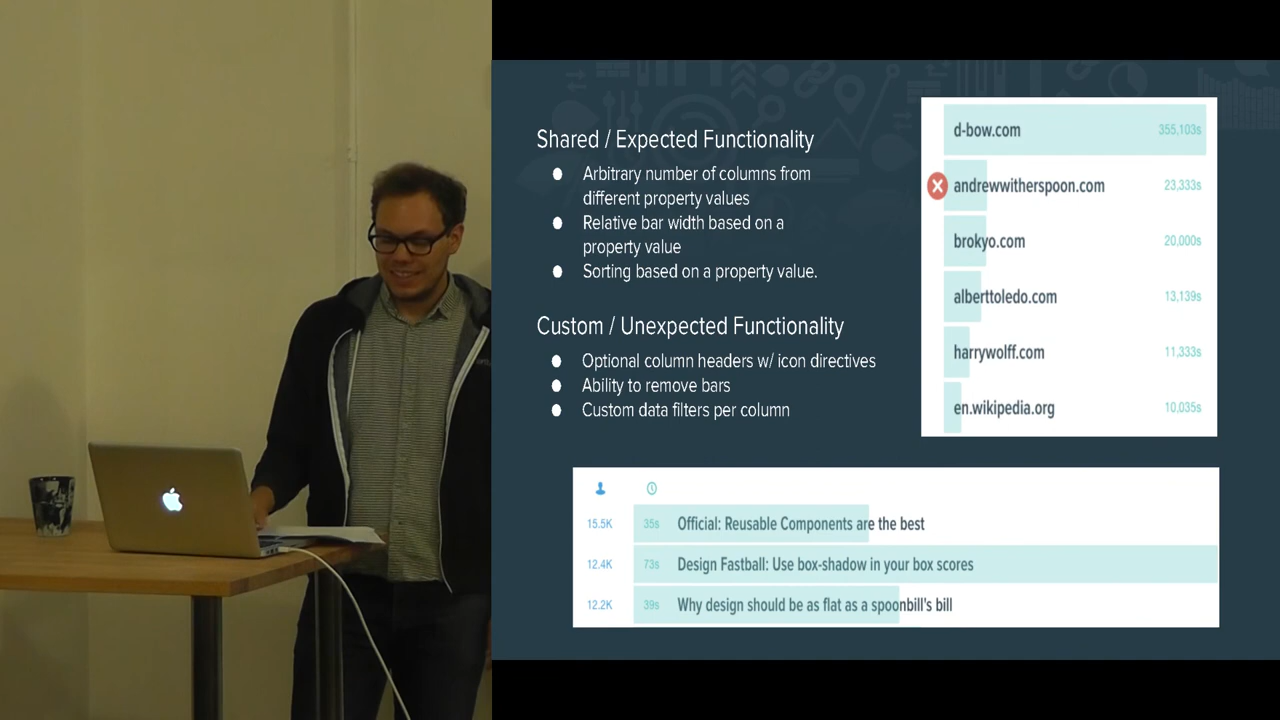 Shared / Expected Functionality
● Arbitrary number of columns from
different property values
● Relative bar width based on a
property value
● Sorting based on a property value.
Custom / Unexpected Functionality
● Optional column headers w/ icon directives
● Ability to remove bars
● Custom data filters per column
d-bow.com 355,103s
andrewwitherspoon.com 23,333s
brokyo.com 20,000s
alberttoledo.com 13,139s
harrywolff.com 11,333s
en.wikipedia.org 10,035s
15.5K 35s Official: Reusable Components are the best
12.4K 73s Design Fastball: Use box-shadow in your box scores
12.2K 39s Why design should be as flat as a spoonbill's bill